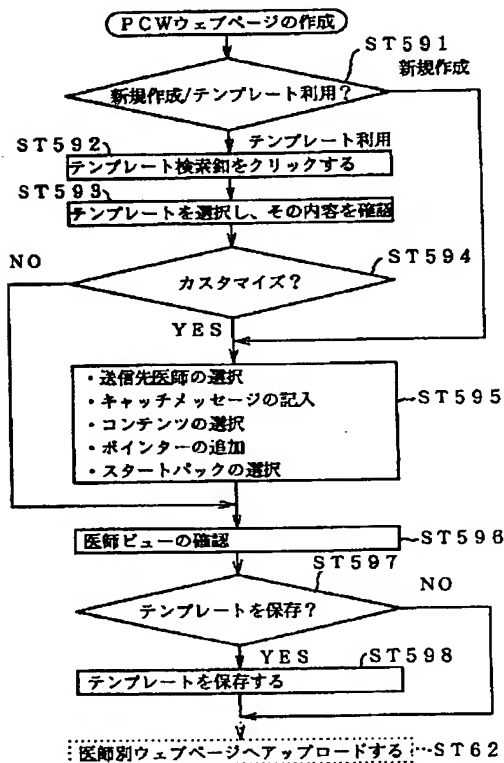 PCWウェブページの作成
ST591
新規作成
新規作成/テンプレート利用?
テンプレート利用
ST592
テンプレート検索釦をクリックする
ST593
テンプレートを選択し、その内容を確認
ST594
NO
カスタマイズ?
YES
・送信先医師の選択
・キャッチメッセージの記入
・コンテンツの選択
・ポインターの追加
・スタートパックの選択
ST595
医師ビューの確認
ST596
ST597
NO
テンプレートを保存?
YES
ST598
テンプレートを保存する
医師別ウェブページへアップロードする
ST62